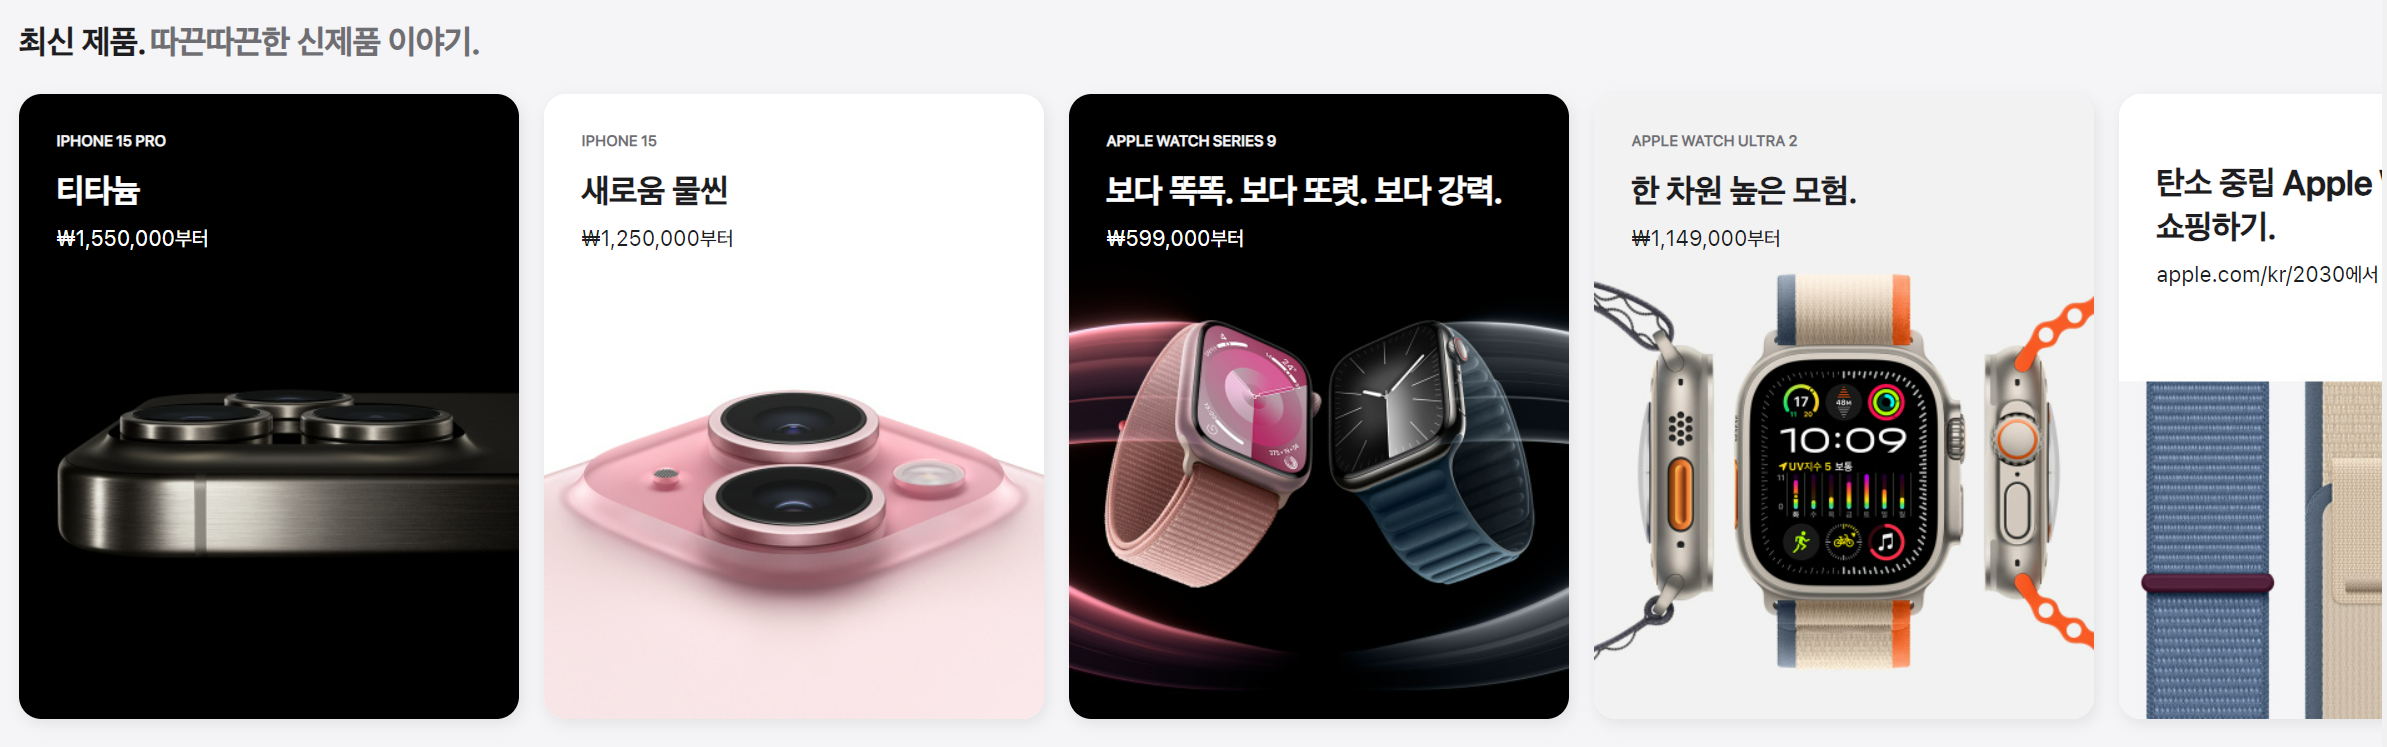 최신 제품. 따끈따끈한 신제품 이야기.
IPHONE 15 PRO
티타늄
₩1,550,000부터
IPHONE 15
새로움 물씬
₩1,250,000부터
APPLE WATCH SERIES 9
보다 똑똑. 보다 또렷. 보다 강력.
₩599,000부터
APPLE WATCH ULTRA 2
한 차원 높은 모험.
₩1,149,000부터
17
11 20
48M
10:09
UV지수 5 보통
11
0
탄소 중립 Apple
쇼핑하기.
apple.com/kr/2030에서